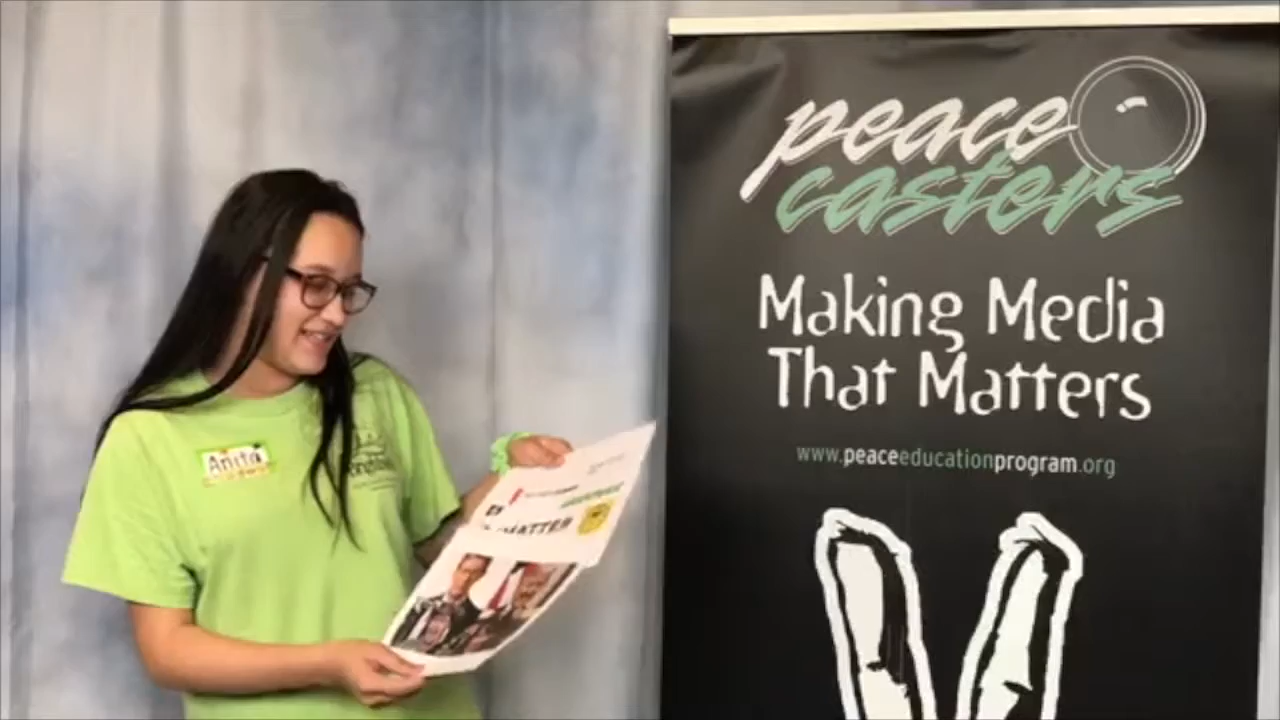 peace
casters
Making Media
That Matters
www.peaceeducationprogram.org
Anita
MATTER